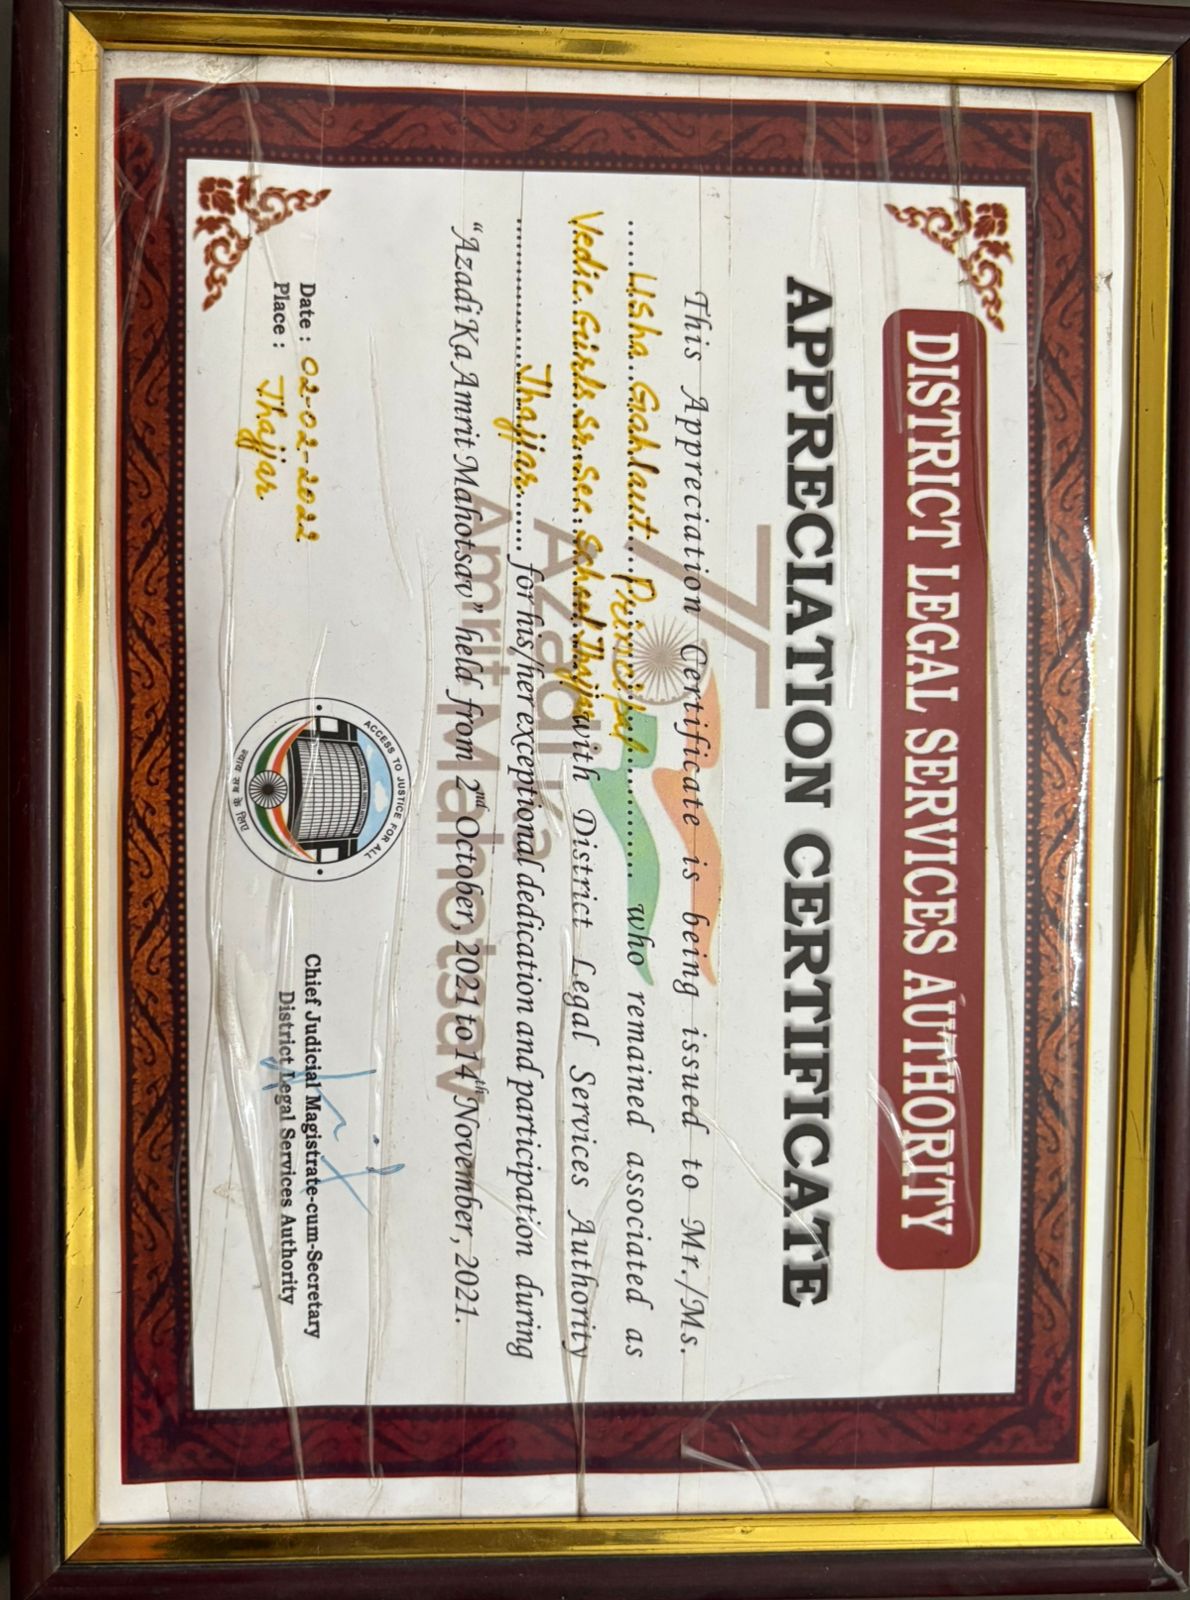 DISTRICT LEGAL SERVICES AUTHORITY
APPRECIATION CERTIFICATE
75
Azadi Ka
Amrit Mahotsav
This Appreciation Certificate is being issued to Mr./Ms.
.....Usha..Gahlaut...Principal............... who remained associated as
Vedic.Girls.Sr.Sec.School Jhajjar with District Legal Services Authority
..................Jhajjar...... for his/her exceptional dedication and participation during
“Azadi Ka Amrit Mahotsav” held from 2nd October, 2021 to 14th November, 2021.
Date : 02-02-2022
Place : Jhajjar
ACCESS TO JUSTICE FOR ALL
न्याय सब के लिए
Chief Judicial Magistrate-cum-Secretary
District Legal Services Authority